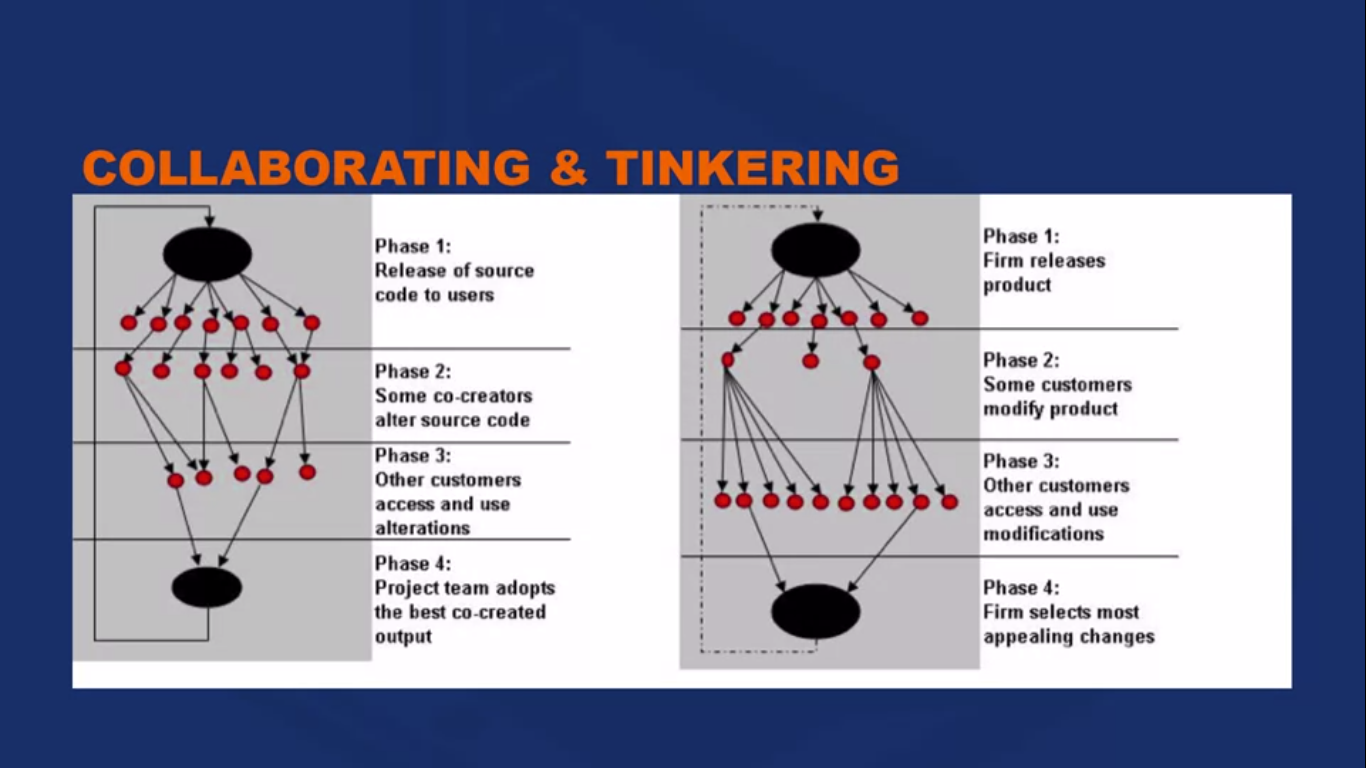 COLLABORATING & TINKERING
Phase 1:
Release of source
code to users
Phase 2:
Some co-creators
alter source code
Phase 3:
Other customers
access and use
alterations
Phase 4:
Project team adopts
the best co-created
output
Phase 1:
Firm releases
product
Phase 2:
Some customers
modify product
Phase 3:
Other customers
access and use
modifications
Phase 4:
Firm selects most
appealing changes